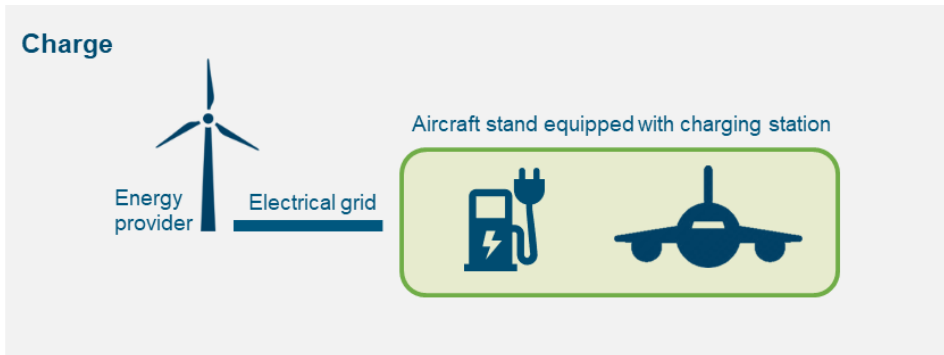 Charge
Aircraft stand equipped with charging station
Energy
provider
Electrical grid